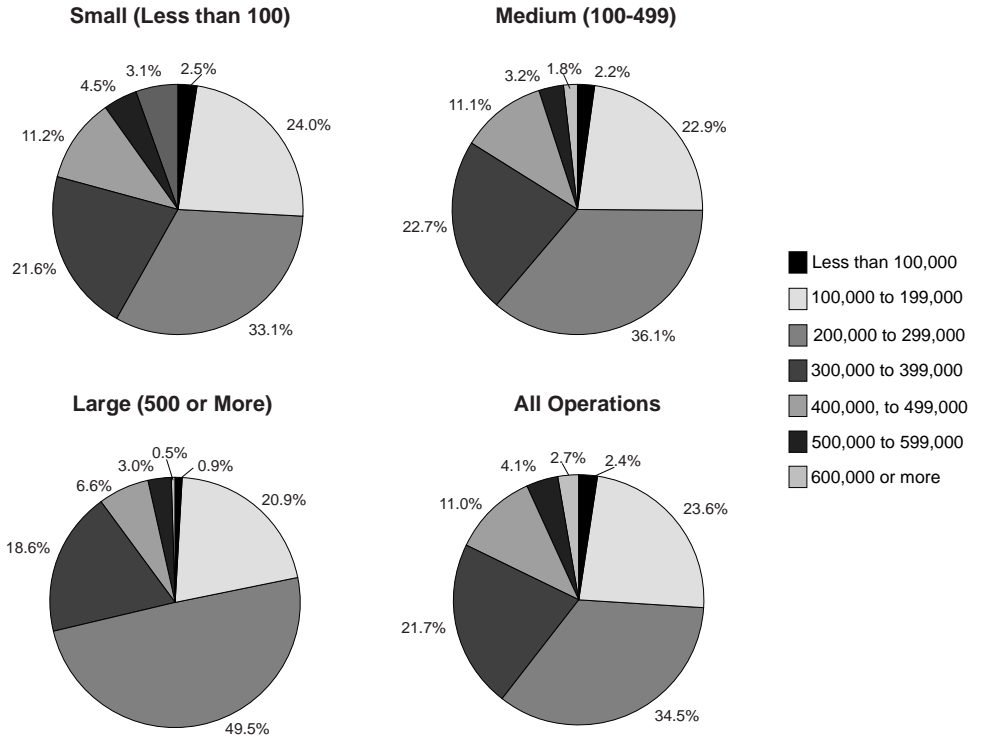 Small (Less than 100)
2.5%
24.0%
33.1%
21.6%
11.2%
4.5%
3.1%
Medium (100-499)
2.2%
22.9%
36.1%
22.7%
11.1%
3.2%
1.8%
Large (500 or More)
0.9%
20.9%
49.5%
18.6%
6.6%
3.0%
0.5%
All Operations
2.4%
23.6%
34.5%
21.7%
11.0%
4.1%
2.7%
Less than 100,000
100,000 to 199,000
200,000 to 299,000
300,000 to 399,000
400,000, to 499,000
500,000 to 599,000
600,000 or more